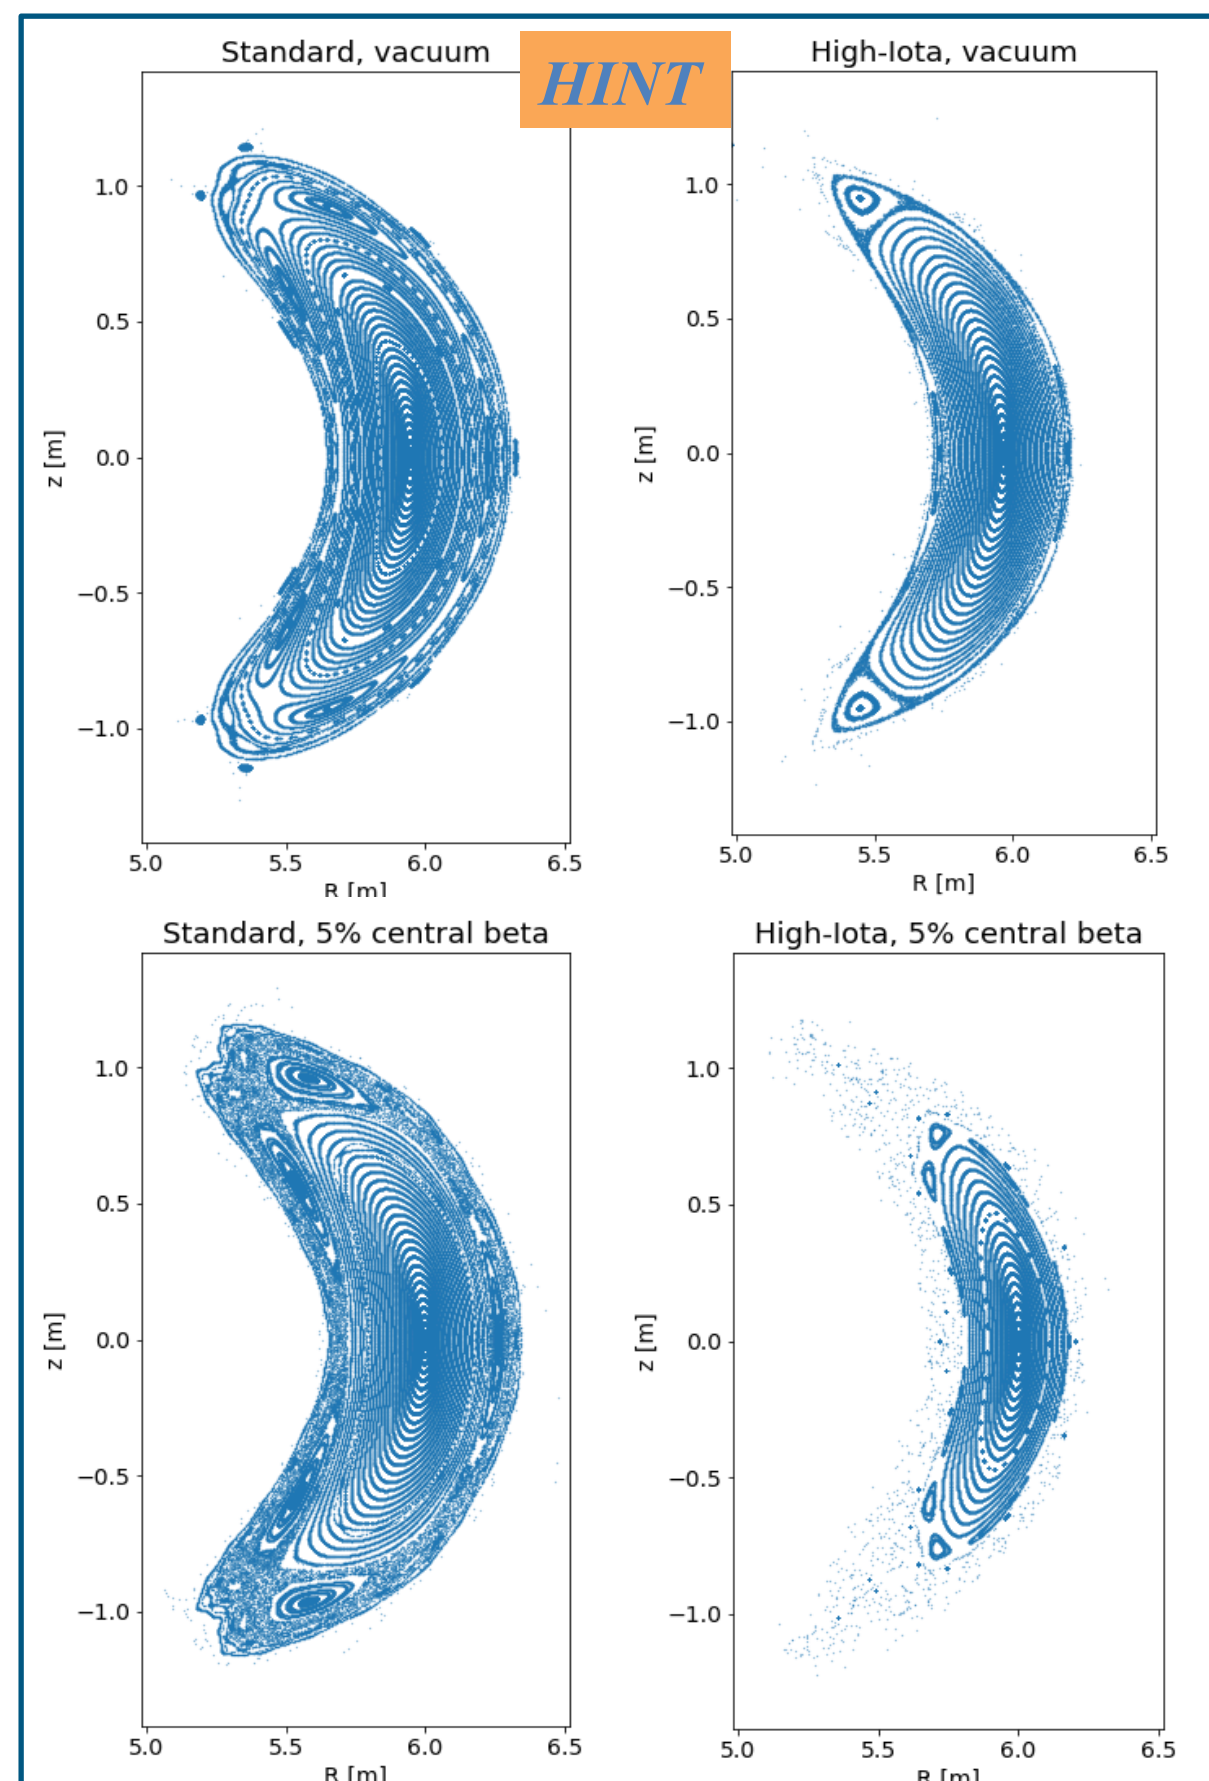 Standard, vacuum
HINT
High-Iota, vacuum
1.0
0.5
0.0
−0.5
−1.0
z [m]
5.0 5.5 6.0 6.5
R [m]
1.0
0.5
0.0
−0.5
−1.0
z [m]
5.0 5.5 6.0 6.5
R [m]
Standard, 5% central beta
High-Iota, 5% central beta
1.0
0.5
0.0
−0.5
−1.0
z [m]
5.0 5.5 6.0 6.5
R [m]
1.0
0.5
0.0
−0.5
−1.0
z [m]
5.0 5.5 6.0 6.5
R [m]